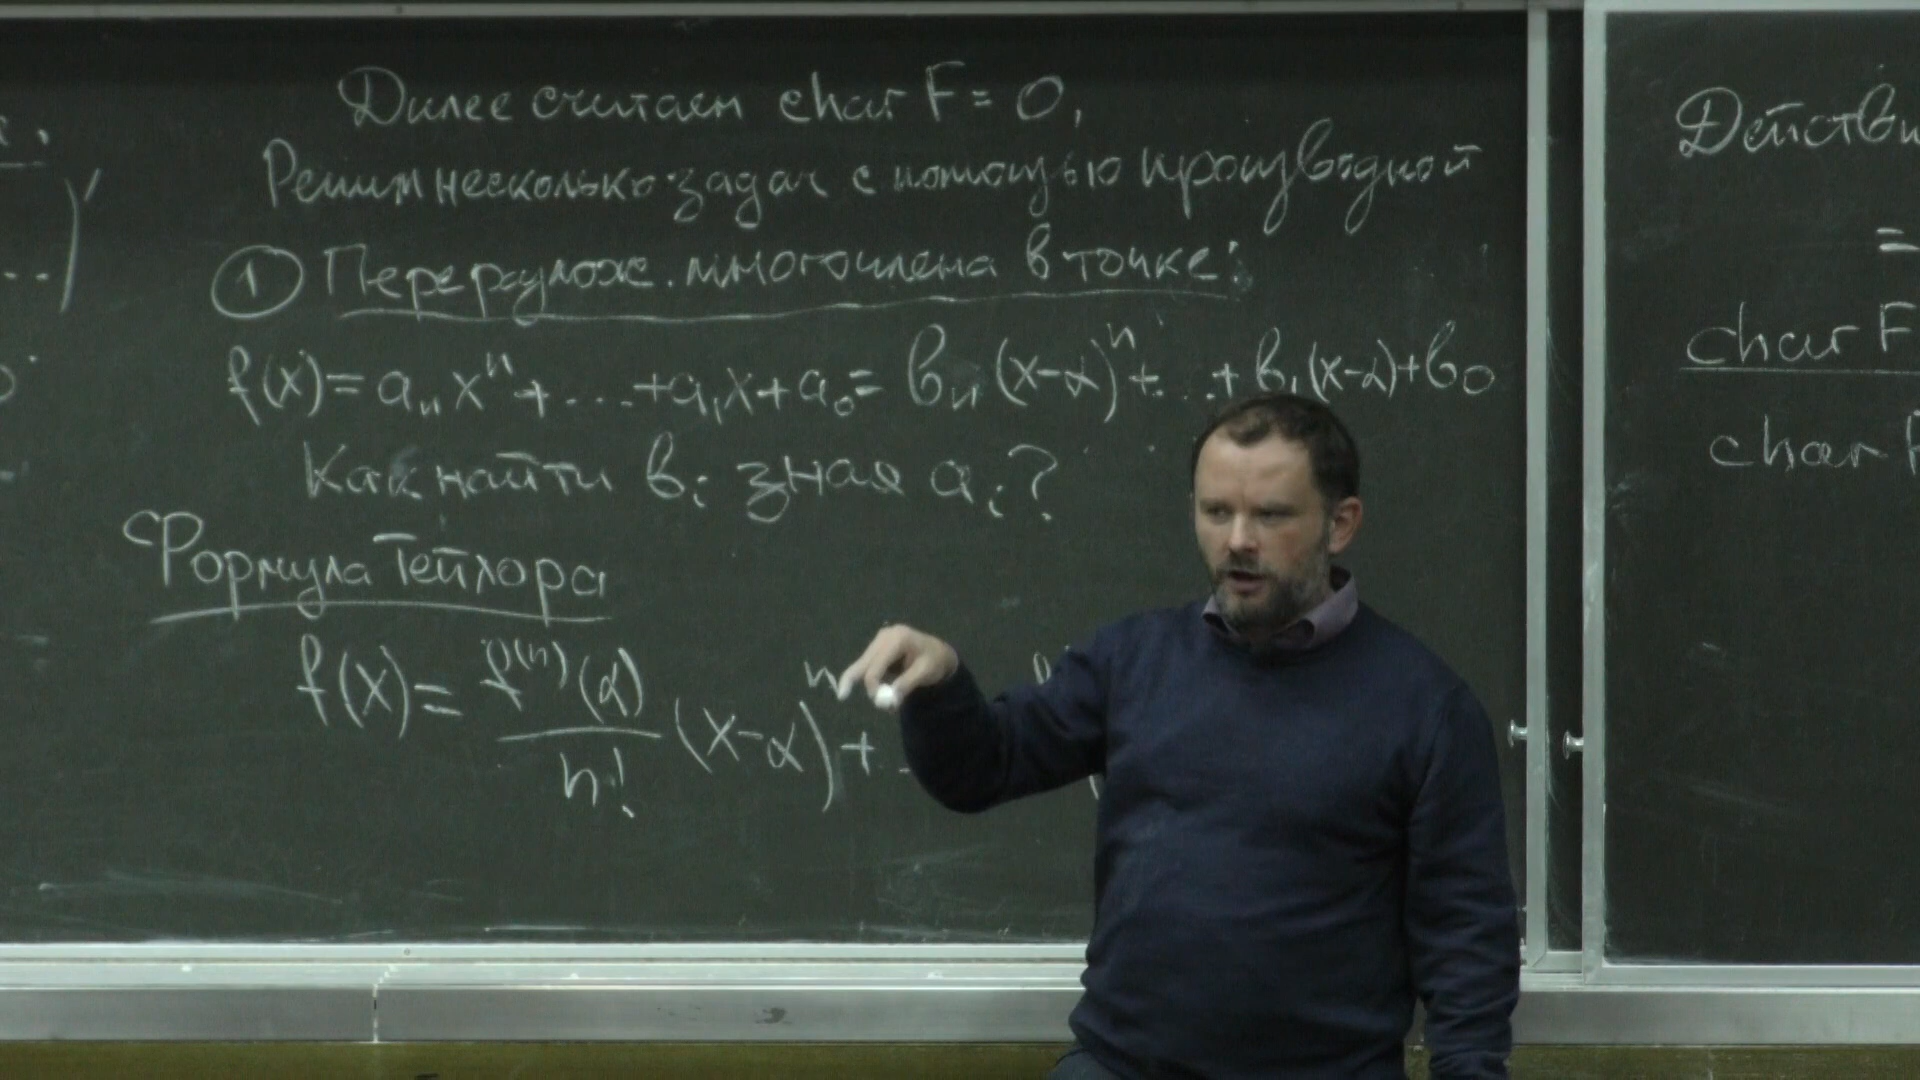 Далее считаем char F = 0,
Решим несколько задач с помощью производной
① Переразлож. многочлена в точке:
f(x) = aₙxⁿ + ... + a₁x + a₀ = bₙ(x-α)ⁿ + ... + b₁(x-α) + b₀
Как найти bᵢ зная aᵢ?
Формула Тейлора
f(x) = f⁽ⁿ⁾(α)/n! (x-α)ⁿ + .
Действи
=
char F
char F